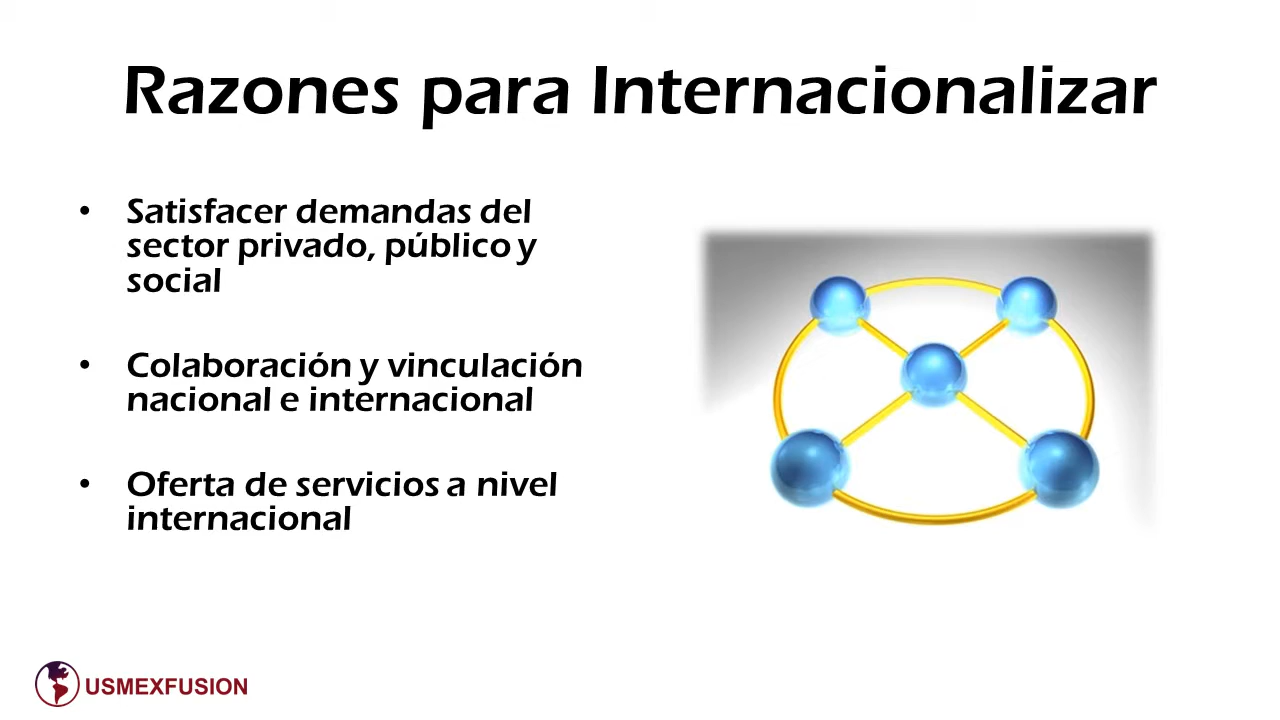 Razones para Internacionalizar
• Satisfacer demandas del
sector privado, público y
social
• Colaboración y vinculación
nacional e internacional
• Oferta de servicios a nivel
internacional
USMEXFUSION